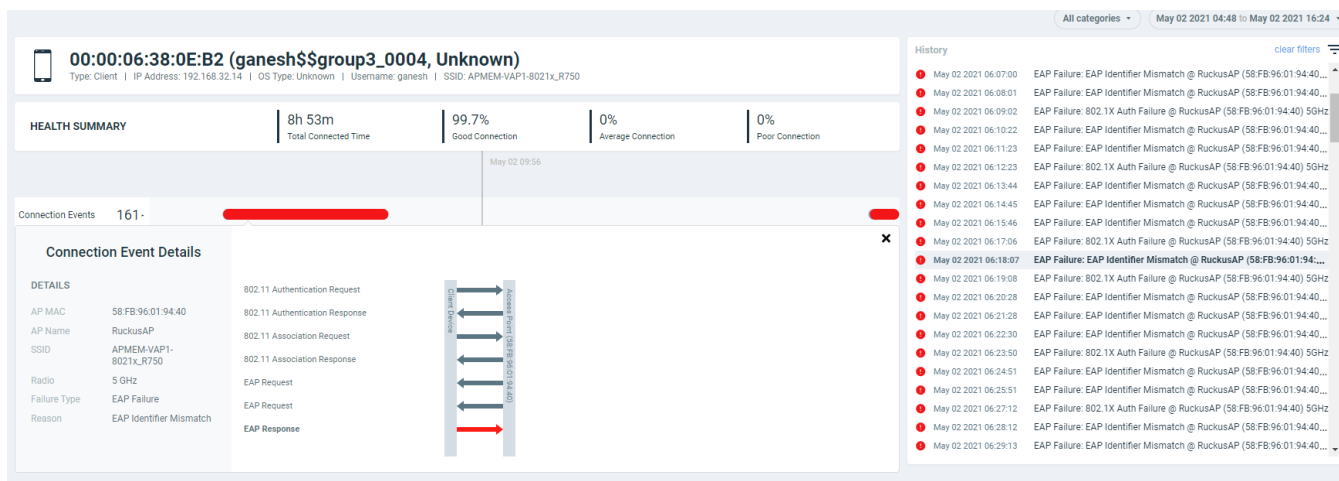 All categories
May 02 2021 04:48 to May 02 2021 16:24
00:00:06:38:0E:B2 (ganesh$$group3_0004, Unknown)
Type: Client | IP Address: 192.168.32.14 | OS Type: Unknown | Username: ganesh | SSID: APMEM-VAP1-8021x_R750
HEALTH SUMMARY
8h 53m
Total Connected Time
99.7%
Good Connection
0%
Average Connection
0%
Poor Connection
May 02 09:56
Connection Events 161
Connection Event Details
DETAILS
AP MAC 58:FB:96:01:94:40
AP Name RuckusAP
SSID APMEM-VAP1-
8021x_R750
Radio 5 GHz
Failure Type EAP Failure
Reason EAP Identifier Mismatch
802.11 Authentication Request
802.11 Authentication Response
802.11 Association Request
802.11 Association Response
EAP Request
EAP Request
EAP Response
Client Device
Access Point (58:FB:96:01:94:40)
History
clear filters
May 02 2021 06:07:00 EAP Failure: EAP Identifier Mismatch @ RuckusAP (58:FB:96:01:94:40...
May 02 2021 06:08:01 EAP Failure: EAP Identifier Mismatch @ RuckusAP (58:FB:96:01:94:40...
May 02 2021 06:09:02 EAP Failure: 802.1X Auth Failure @ RuckusAP (58:FB:96:01:94:40) 5GHz
May 02 2021 06:10:22 EAP Failure: EAP Identifier Mismatch @ RuckusAP (58:FB:96:01:94:40...
May 02 2021 06:11:23 EAP Failure: EAP Identifier Mismatch @ RuckusAP (58:FB:96:01:94:40...
May 02 2021 06:12:23 EAP Failure: 802.1X Auth Failure @ RuckusAP (58:FB:96:01:94:40) 5GHz
May 02 2021 06:13:44 EAP Failure: EAP Identifier Mismatch @ RuckusAP (58:FB:96:01:94:40...
May 02 2021 06:14:45 EAP Failure: EAP Identifier Mismatch @ RuckusAP (58:FB:96:01:94:40...
May 02 2021 06:15:46 EAP Failure: EAP Identifier Mismatch @ RuckusAP (58:FB:96:01:94:40...
May 02 2021 06:17:06 EAP Failure: 802.1X Auth Failure @ RuckusAP (58:FB:96:01:94:40) 5GHz
May 02 2021 06:18:07 EAP Failure: EAP Identifier Mismatch @ RuckusAP (58:FB:96:01:94:...
May 02 2021 06:19:08 EAP Failure: 802.1X Auth Failure @ RuckusAP (58:FB:96:01:94:40) 5GHz
May 02 2021 06:20:28 EAP Failure: EAP Identifier Mismatch @ RuckusAP (58:FB:96:01:94:40...
May 02 2021 06:21:28 EAP Failure: EAP Identifier Mismatch @ RuckusAP (58:FB:96:01:94:40...
May 02 2021 06:22:30 EAP Failure: EAP Identifier Mismatch @ RuckusAP (58:FB:96:01:94:40...
May 02 2021 06:23:50 EAP Failure: 802.1X Auth Failure @ RuckusAP (58:FB:96:01:94:40) 5GHz
May 02 2021 06:24:51 EAP Failure: EAP Identifier Mismatch @ RuckusAP (58:FB:96:01:94:40...
May 02 2021 06:25:51 EAP Failure: EAP Identifier Mismatch @ RuckusAP (58:FB:96:01:94:40...
May 02 2021 06:27:12 EAP Failure: 802.1X Auth Failure @ RuckusAP (58:FB:96:01:94:40) 5GHz
May 02 2021 06:28:12 EAP Failure: EAP Identifier Mismatch @ RuckusAP (58:FB:96:01:94:40...
May 02 2021 06:29:13 EAP Failure: EAP Identifier Mismatch @ RuckusAP (58:FB:96:01:94:40...